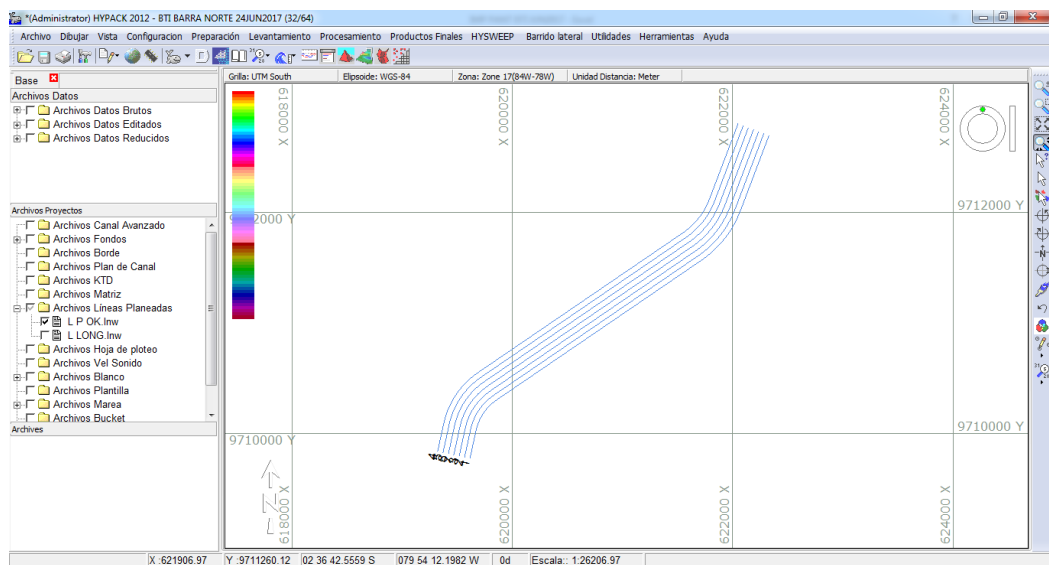 *(Administrator) HYPACK 2012 - BTI BARRA NORTE 24JUN2017 (32/64)
Archivo Dibujar Vista Configuracion Preparación Levantamiento Procesamiento Productos Finales HYSWEEP Barrido lateral Utilidades Herramientas Ayuda
Base
Grilla: UTM South Elipsoide: WGS-84 Zona: Zone 17(84W-78W) Unidad Distancia: Meter
Archivos Datos
Archivos Datos Brutos
Archivos Datos Editados
Archivos Datos Reducidos
Archivos Proyectos
Archivos Canal Avanzado
Archivos Fondos
Archivos Borde
Archivos Plan de Canal
Archivos KTD
Archivos Matriz
Archivos Líneas Planeadas
L P OK.lnw
L LONG.lnw
Archivos Hoja de ploteo
Archivos Vel Sonido
Archivos Blanco
Archivos Plantilla
Archivos Marea
Archivos Bucket
Archives
618000 X
620000 X
622000 X
624000 X
2000 Y
9712000 Y
9710000 Y
9710000 Y
618000 X
620000 X
622000 X
624000 X
X :621906.97 Y :9711260.12 02 36 42.5559 S 079 54 12.1982 W 0d Escala:: 1:26206.97